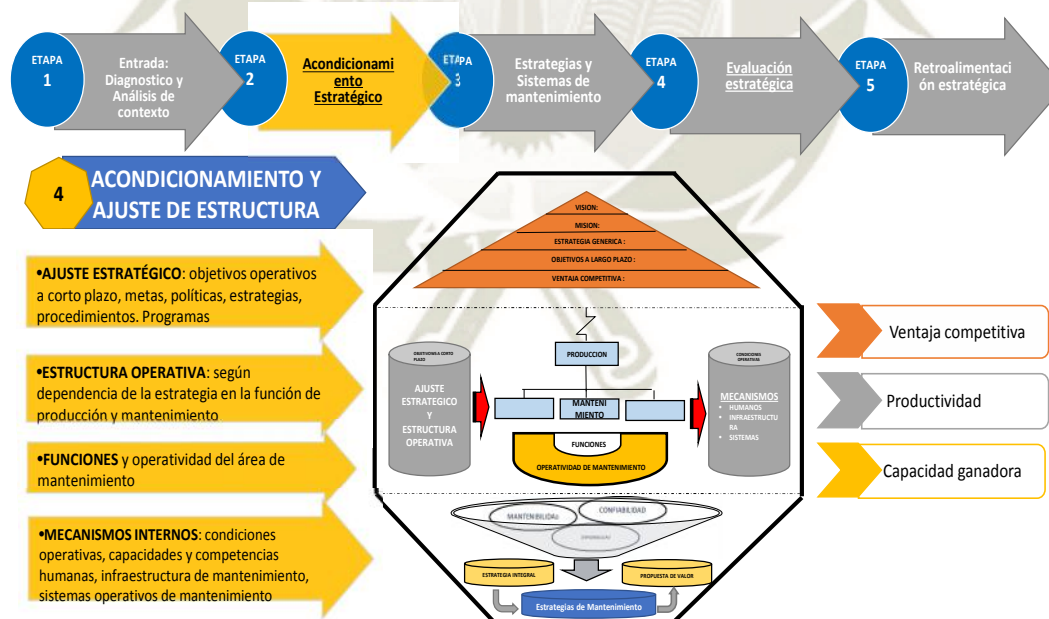 ETAPA
1
Entrada:
Diagnostico y
Análisis de
contexto
ETAPA
2
Acondicionami
ento
Estratégico
ETAPA
3
Estrategias y
Sistemas de
mantenimiento
ETAPA
4
Evaluación
estratégica
ETAPA
5
Retroalimentaci
ón estratégica
4
ACONDICIONAMIENTO Y
AJUSTE DE ESTRUCTURA
•AJUSTE ESTRATÉGICO: objetivos operativos
a corto plazo, metas, políticas, estrategias,
procedimientos. Programas
•ESTRUCTURA OPERATIVA: según
dependencia de la estrategia en la función de
producción y mantenimiento
•FUNCIONES y operatividad del área de
mantenimiento
•MECANISMOS INTERNOS: condiciones
operativas, capacidades y competencias
humanas, infraestructura de mantenimiento,
sistemas operativos de mantenimiento
VISION:
MISION:
ESTRATEGIA GENERICA :
OBJETIVOS A LARGO PLAZO :
VENTAJA COMPETITIVA :
OBJETIVOS A CORTO
PLAZO
AJUSTE
ESTRATEGICO
Y
ESTRUCTURA
OPERATIVA
PRODUCCION
MANTENI
MIENTO
FUNCIONES
OPERATIVIDAD DE MANTENIMIENTO
CONDICIONES
OPERATIVAS
MECANISMOS
• HUMANOS
• INFRAESTRUCTU
RA
• SISTEMAS
MANTENIBILIDAD
CONFIABILIDAD
ESTRATEGIA INTEGRAL
PROPUESTA DE VALOR
Estrategias de Mantenimiento
Ventaja competitiva
Productividad
Capacidad ganadora